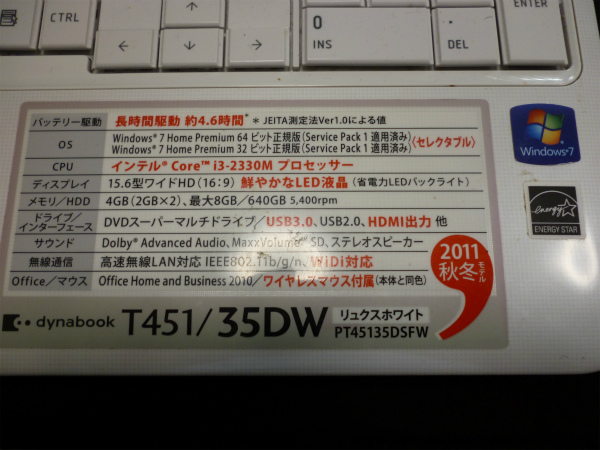 CTRL
ENTER
0
INS
DEL
バッテリー駆動 長時間駆動 約4.6時間* *JEITA測定法Ver1.0による値
OS Windows® 7 Home Premium 64 ビット正規版(Service Pack 1 適用済み)
Windows® 7 Home Premium 32 ビット正規版(Service Pack 1 適用済み) 〈セレクタブル〉
CPU インテル® Core™ i3-2330M プロセッサー
ディスプレイ 15.6型ワイドHD(16:9) 鮮やかなLED液晶 (省電力LEDバックライト)
メモリ/HDD 4GB(2GB×2)、最大8GB/640GB 5,400rpm
ドライブ/インターフェース DVDスーパーマルチドライブ/USB3.0、USB2.0、HDMI出力 他
サウンド Dolby® Advanced Audio、MaxxVolume® SD、ステレオスピーカー
無線通信 高速無線LAN対応 IEEE802.11b/g/n、WiDi対応
Office/マウス Office Home and Business 2010/ワイヤレスマウス付属(本体と同色)
2011
秋冬モデル
dynabook T451/35DW リュクスホワイト
PT45135DSFW
Windows®7
energy
ENERGY STAR